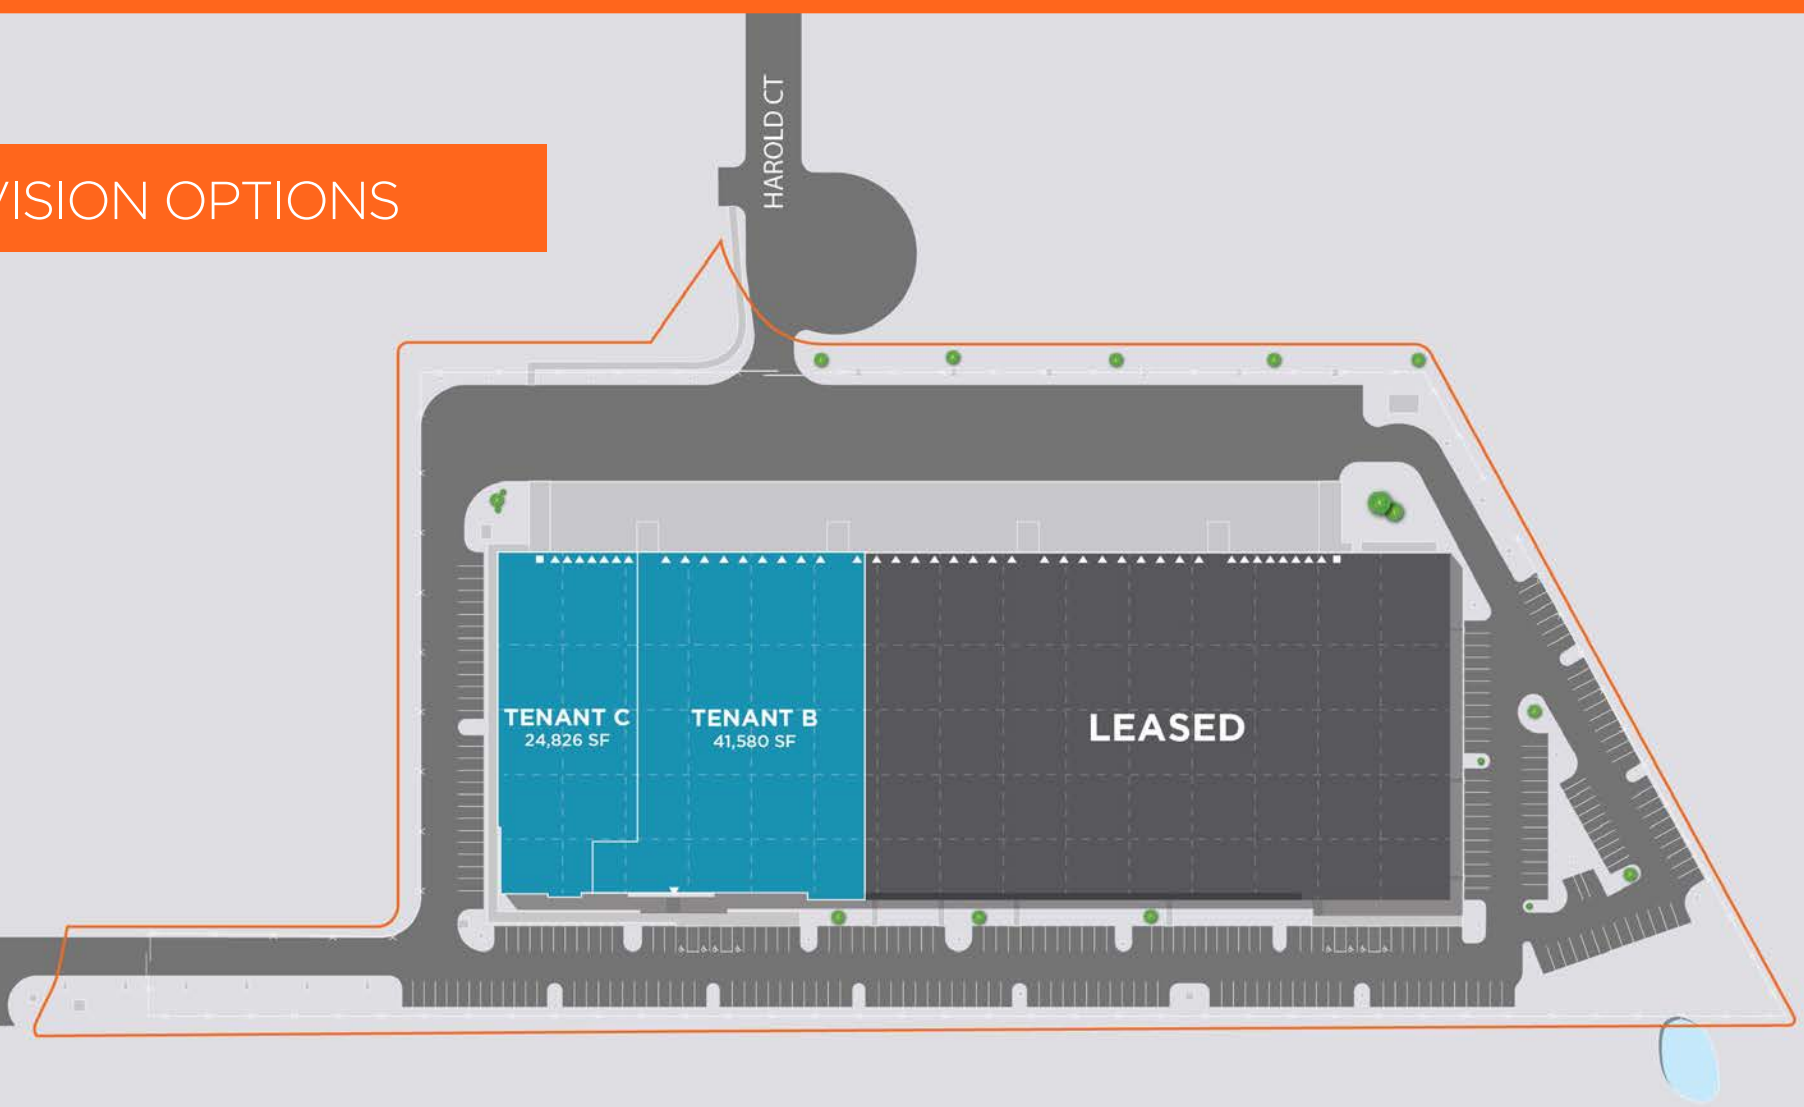 HAROLD CT
VISION OPTIONS
TENANT C
24,826 SF
TENANT B
41,580 SF
LEASED